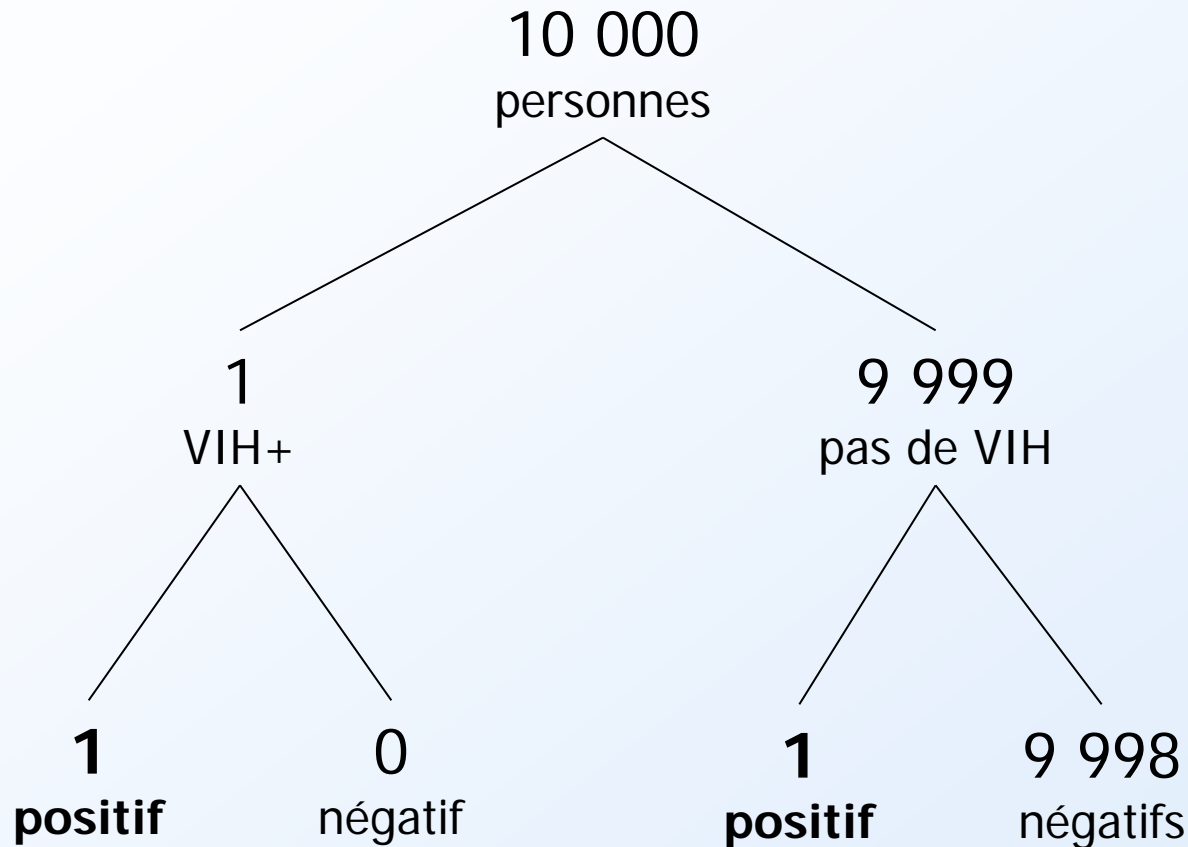 10 000
personnes
1
VIH+
9 999
pas de VIH
1
positif
0
négatif
1
positif
9 998
négatifs